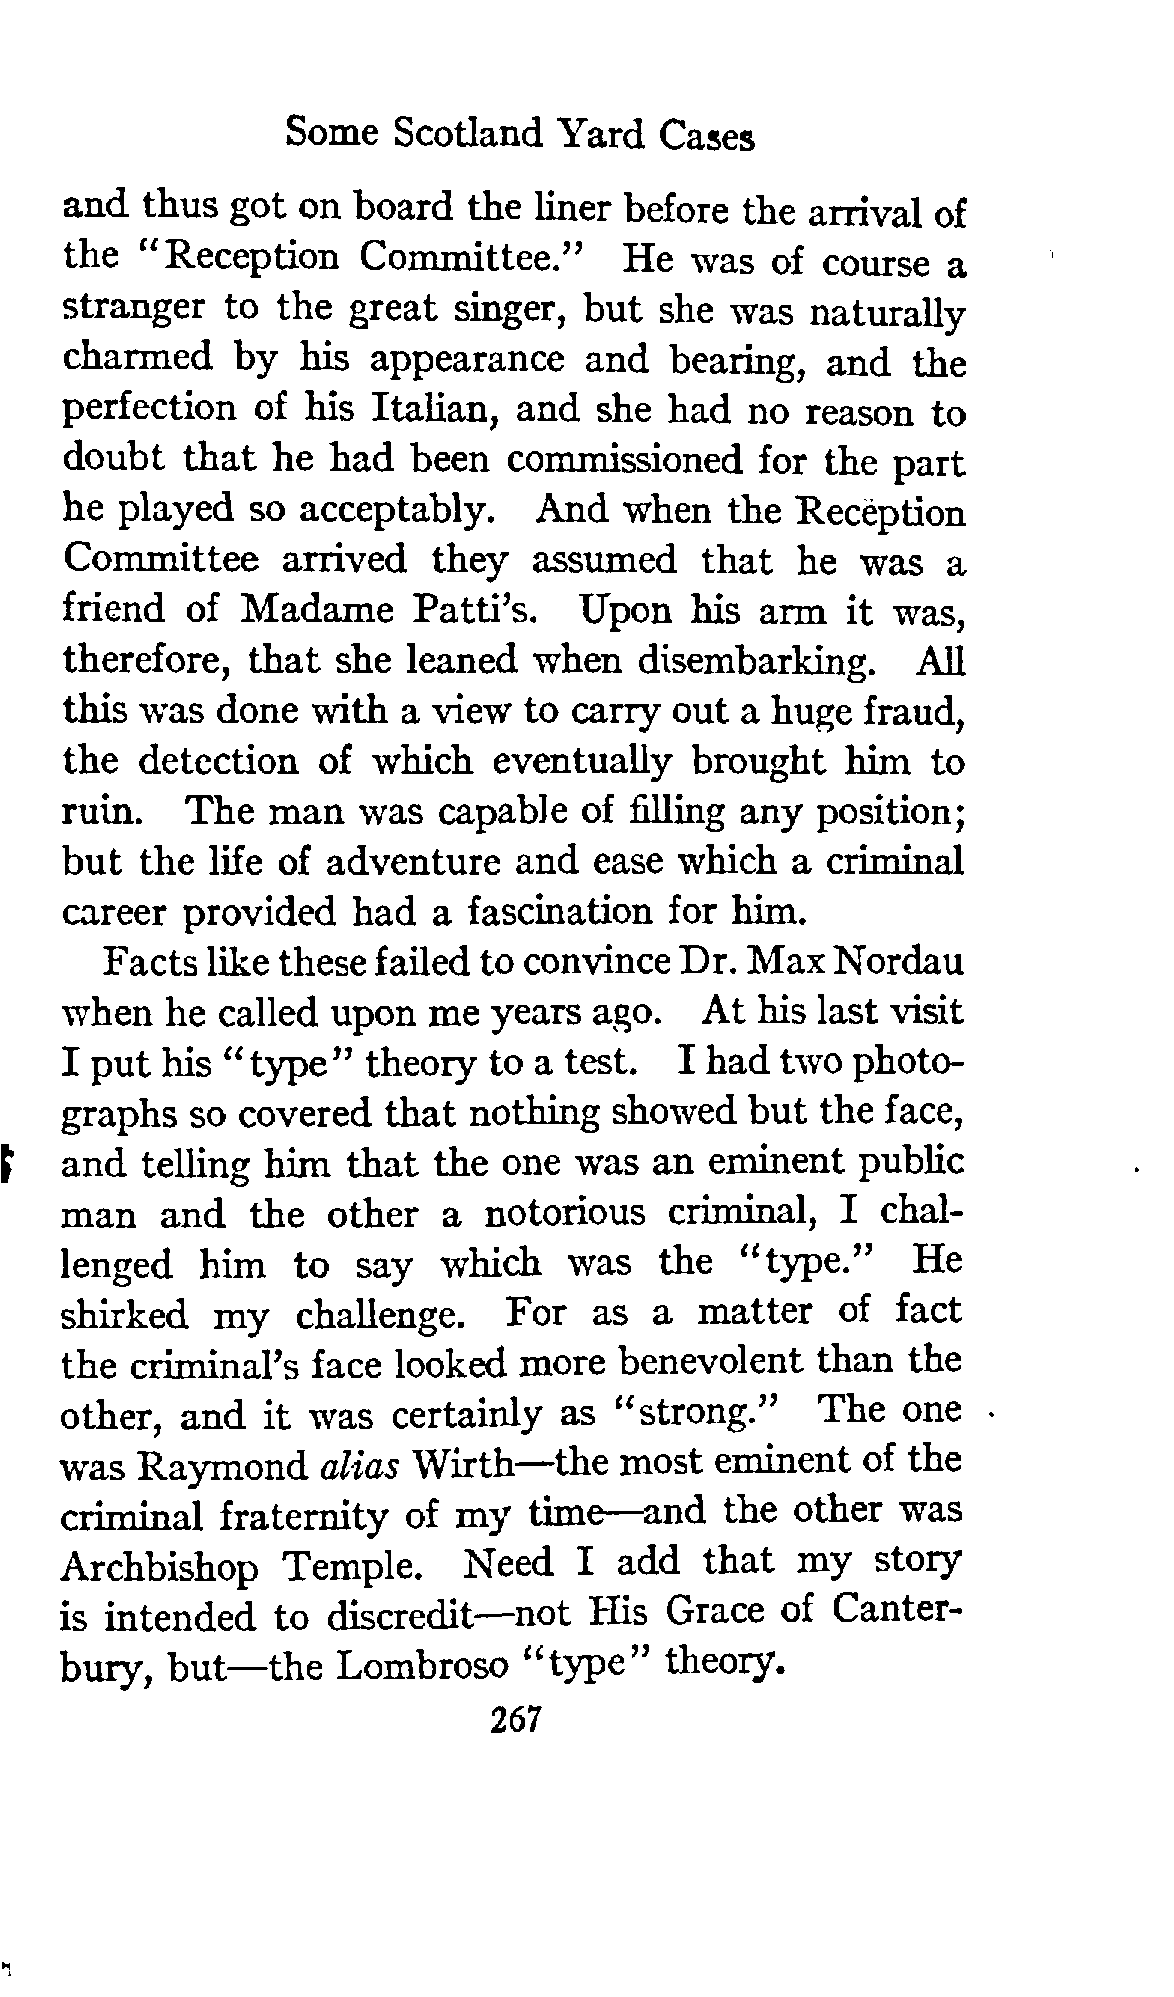 Some Scotland Yard Cases
and thus got on board the liner before the arrival of
the "Reception Committee." He was of course a
stranger to the great singer, but she was naturally
charmed by his appearance and bearing, and the
perfection of his Italian, and she had no reason to
doubt that he had been commissioned for the part
he played so acceptably. And when the Reception
Committee arrived they assumed that he was a
friend of Madame Patti's. Upon his arm it was,
therefore, that she leaned when disembarking. All
this was done with a view to carry out a huge fraud,
the detection of which eventually brought him to
ruin. The man was capable of filling any position;
but the life of adventure and ease which a criminal
career provided had a fascination for him.
Facts like these failed to convince Dr. Max Nordau
when he called upon me years ago. At his last visit
I put his "type" theory to a test. I had two photo-
graphs so covered that nothing showed but the face,
and telling him that the one was an eminent public
man and the other a notorious criminal, I chal-
lenged him to say which was the "type." He
shirked my challenge. For as a matter of fact
the criminal's face looked more benevolent than the
other, and it was certainly as "strong." The one
was Raymond alias Wirth—the most eminent of the
criminal fraternity of my time—and the other was
Archbishop Temple. Need I add that my story
is intended to discredit—not His Grace of Canter-
bury, but—the Lombroso "type" theory.
267